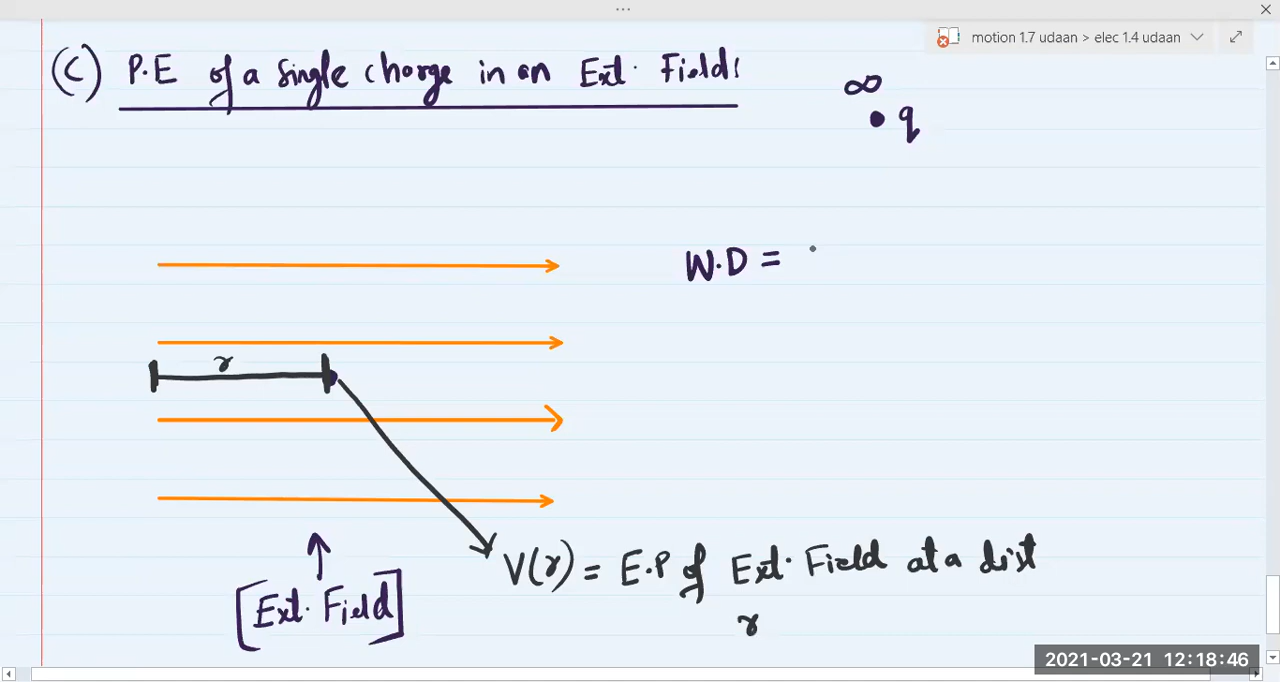 motion 1.7 udaan > elec 1.4 udaan
(C) P.E of a single charge in an Ext. Field:
∞
q
W.D =
r
V(r) = E.P of Ext. Field at a dist
r
[Ext. Field]
2021-03-21 12:18:46